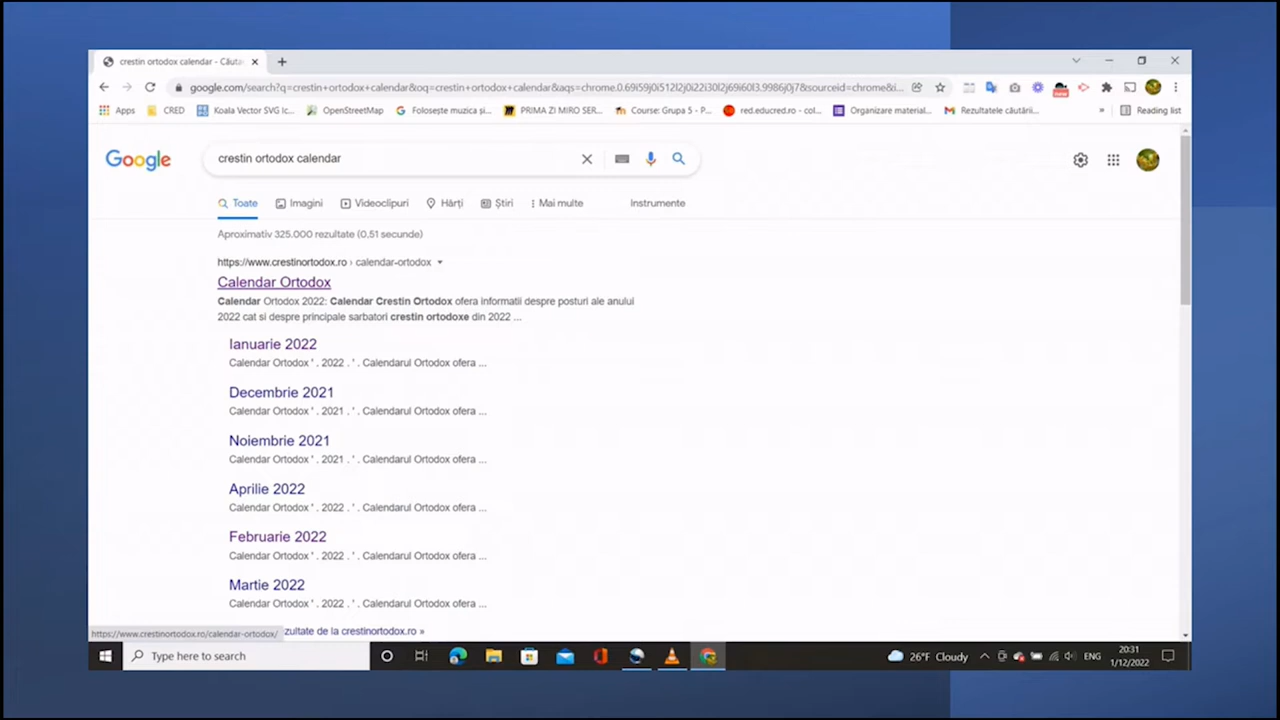 crestin ortodox calendar - Căuta
google.com/search?q=crestin+ortodox+calendar&oq=crestin+ortodox+calendar&aqs=chrome.0.69i59j0i512l2j0i22i30l2j69i60l3.9986j0j7&sourceid=chrome&i...
Apps CRED Koala Vector SVG Ic... OpenStreetMap Folosește muzica și... PRIMA ZI MIRO SER... Course: Grupa 5 - P... red.educred.ro - col... Organizare material... Rezultatele căutării... » Reading list
Google
crestin ortodox calendar
Toate Imagini Videoclipuri Hărți Știri Mai multe Instrumente
Aproximativ 325.000 rezultate (0,51 secunde)
https://www.crestinortodox.ro › calendar-ortodox
Calendar Ortodox
Calendar Ortodox 2022: Calendar Crestin Ortodox ofera informatii despre posturi ale anului
2022 cat si despre principale sarbatori crestin ortodoxe din 2022 ...
Ianuarie 2022
Calendar Ortodox ' . 2022 . ' . Calendarul Ortodox ofera ...
Decembrie 2021
Calendar Ortodox ' . 2021 . ' . Calendarul Ortodox ofera ...
Noiembrie 2021
Calendar Ortodox ' . 2021 . ' . Calendarul Ortodox ofera ...
Aprilie 2022
Calendar Ortodox ' . 2022 . ' . Calendarul Ortodox ofera ...
Februarie 2022
Calendar Ortodox ' . 2022 . ' . Calendarul Ortodox ofera ...
Martie 2022
Calendar Ortodox ' . 2022 . ' . Calendarul Ortodox ofera ...
https://www.crestinortodox.ro/calendar-ortodox/ zultate de la crestinortodox.ro »
Type here to search 26°F Cloudy ENG 20:31
1/12/2022